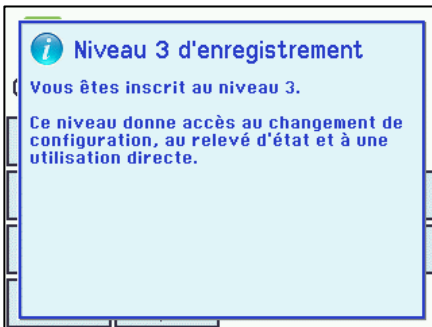 Niveau 3 d'enregistrement
Vous êtes inscrit au niveau 3.
Ce niveau donne accès au changement de
configuration, au relevé d'état et à une
utilisation directe.